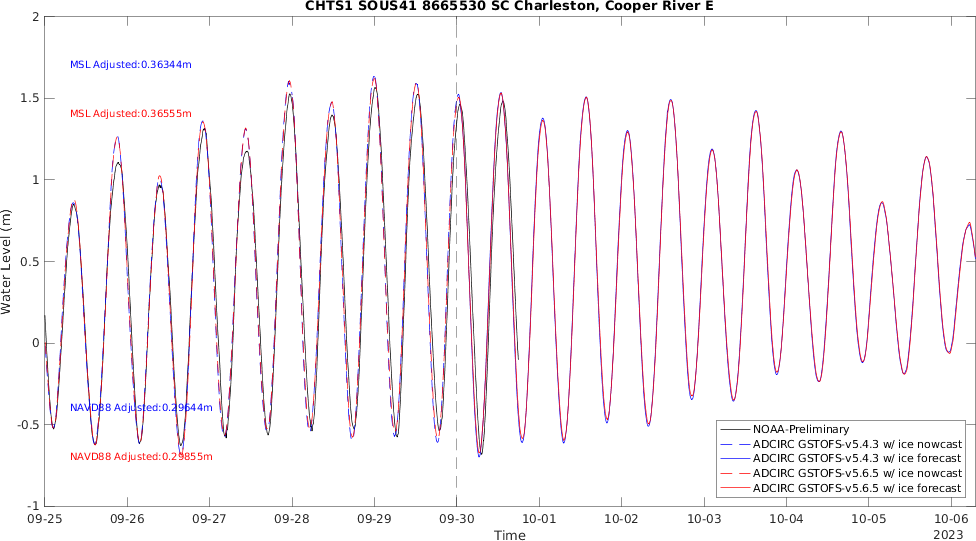 CHTS1 SOUS41 8665530 SC Charleston, Cooper River E
2
1.5
1
0.5
0
-0.5
-1
Water Level (m)
MSL Adjusted:0.36344m
MSL Adjusted:0.36555m
NAVD88 Adjusted:0.29644m
NAVD88 Adjusted:0.29855m
NOAA-Preliminary
ADCIRC GSTOFS-v5.4.3 w/ ice nowcast
ADCIRC GSTOFS-v5.4.3 w/ ice forecast
ADCIRC GSTOFS-v5.6.5 w/ ice nowcast
ADCIRC GSTOFS-v5.6.5 w/ ice forecast
09-25 09-26 09-27 09-28 09-29 09-30 10-01 10-02 10-03 10-04 10-05 10-06
Time
2023